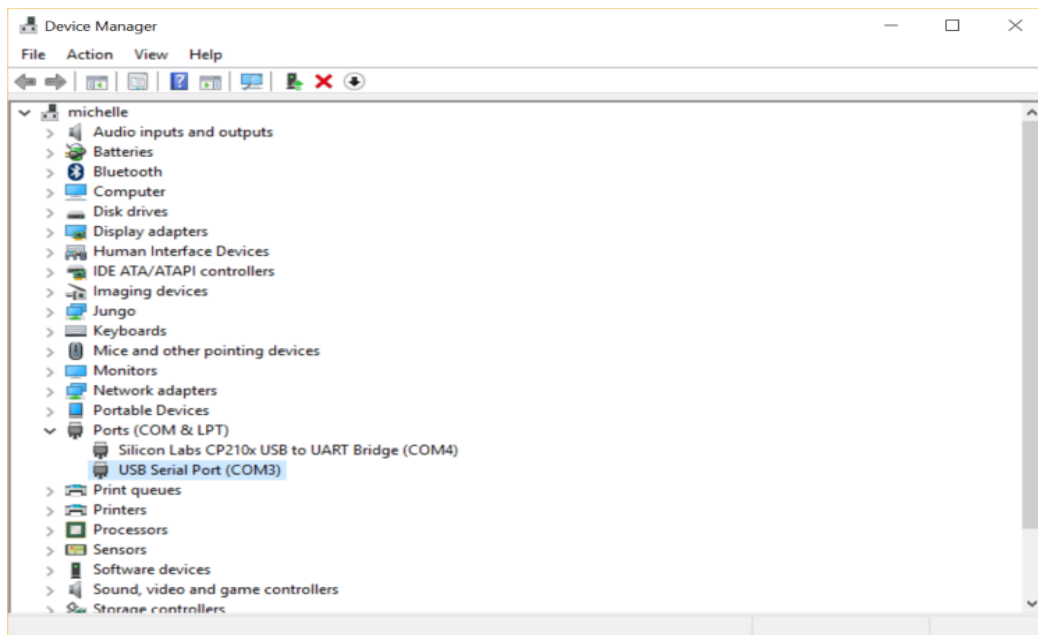 Device Manager
File Action View Help
michelle
Audio inputs and outputs
Batteries
Bluetooth
Computer
Disk drives
Display adapters
Human Interface Devices
IDE ATA/ATAPI controllers
Imaging devices
Jungo
Keyboards
Mice and other pointing devices
Monitors
Network adapters
Portable Devices
Ports (COM & LPT)
Silicon Labs CP210x USB to UART Bridge (COM4)
USB Serial Port (COM3)
Print queues
Printers
Processors
Sensors
Software devices
Sound, video and game controllers
Storage controllers